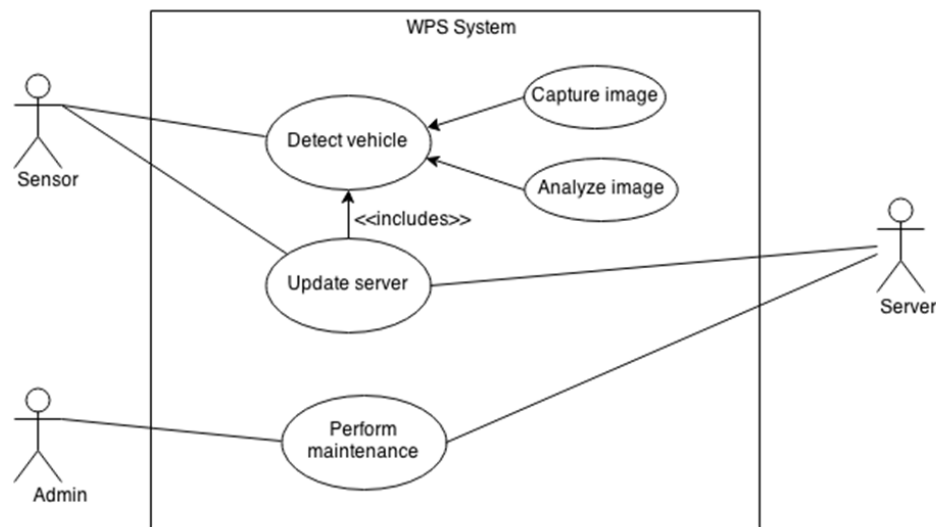 WPS System
Capture image
Detect vehicle
Sensor
Analyze image
<<includes>>
Update server
Server
Perform
maintenance
Admin